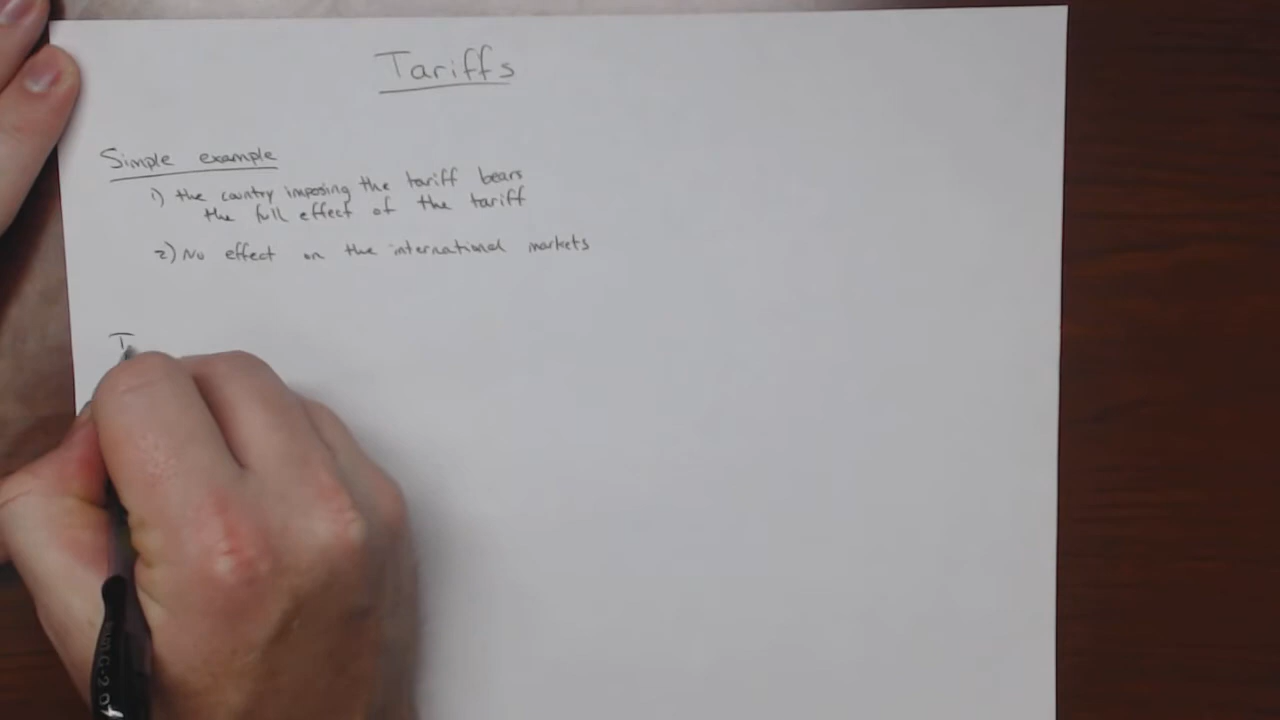 Tariffs
Simple example
1) the country imposing the tariff bears
the full effect of the tariff
2) No effect on the international markets
T